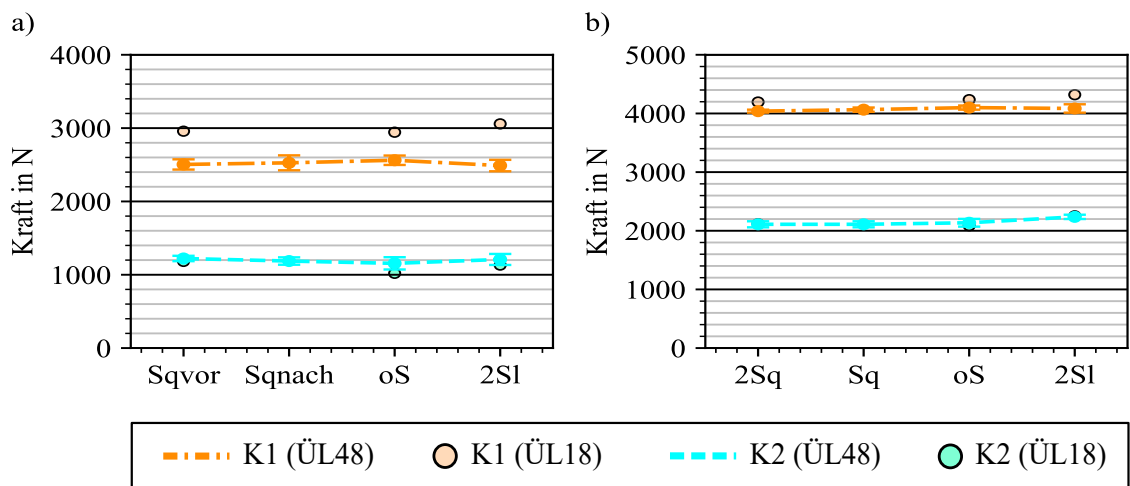 a)
Kraft in N
4000
3000
2000
1000
0
Sqvor Sqnach oS 2Sl
b)
Kraft in N
5000
4000
3000
2000
1000
0
2Sq Sq oS 2Sl
K1 (ÜL48) K1 (ÜL18) K2 (ÜL48) K2 (ÜL18)